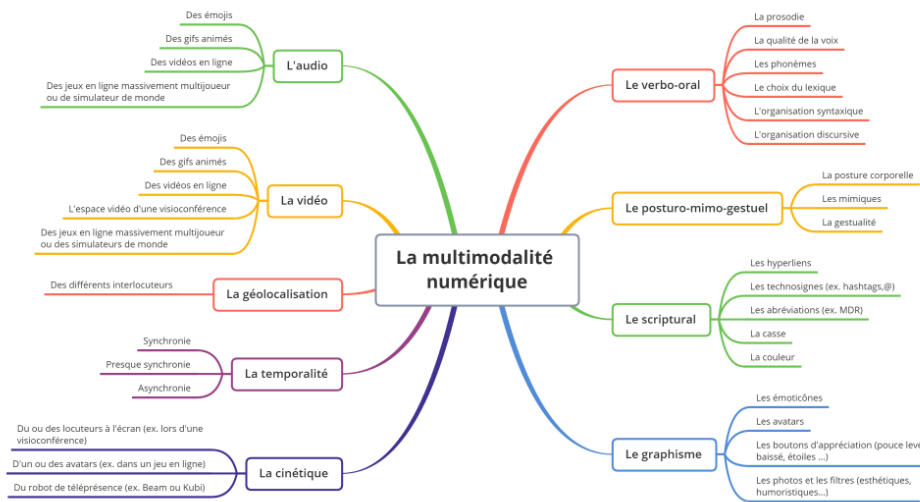 La multimodalité
numérique
L'audio
Des émojis
Des gifs animés
Des vidéos en ligne
Des jeux en ligne massivement multijoueur
ou de simulateur de monde
La vidéo
Des émojis
Des gifs animés
Des vidéos en ligne
L'espace vidéo d'une visioconférence
Des jeux en ligne massivement multijoueur
ou des simulateurs de monde
La géolocalisation
Des différents interlocuteurs
La temporalité
Synchronie
Presque synchronie
Asynchronie
La cinétique
Du ou des locuteurs à l'écran (ex. lors d'une
visioconférence)
D'un ou des avatars (ex. dans un jeu en ligne)
Du robot de téléprésence (ex. Beam ou Kubi)
Le verbo-oral
La prosodie
La qualité de la voix
Les phonèmes
Le choix du lexique
L'organisation syntaxique
L'organisation discursive
Le posturo-mimo-gestuel
La posture corporelle
Les mimiques
La gestualité
Le scriptural
Les hyperliens
Les technosignes (ex. hashtags,@)
Les abréviations (ex. MDR)
La casse
La couleur
Le graphisme
Les émoticônes
Les avatars
Les boutons d'appréciation (pouce
baissé, étoiles ...)
Les photos et les filtres (esthétiques,
humoristiques...)